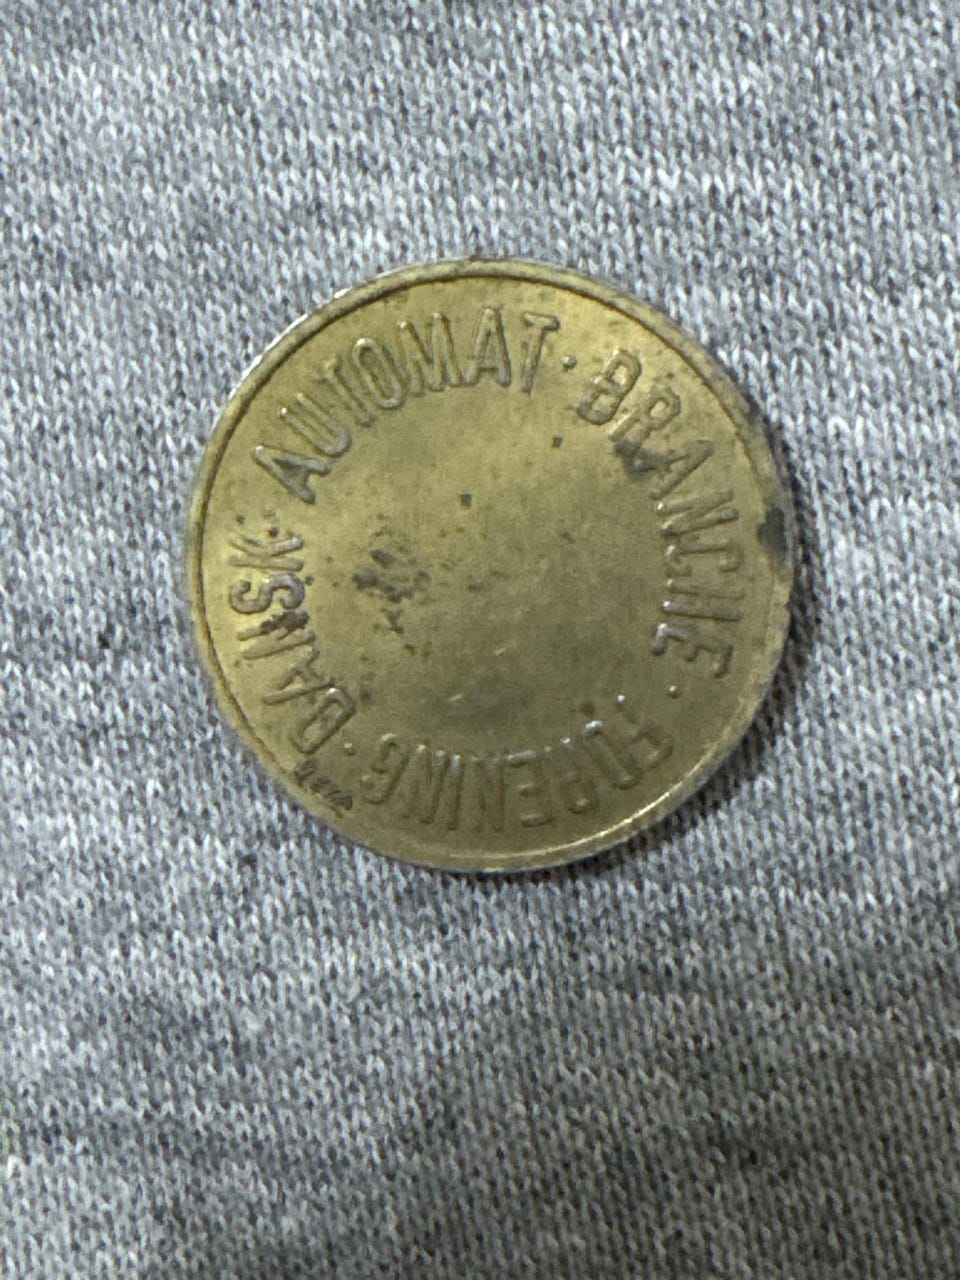 DANSK · AUTOMAT · BRANCHE · FORENING ·